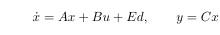 ẋ = Ax + Bu + Ed, y = Cx